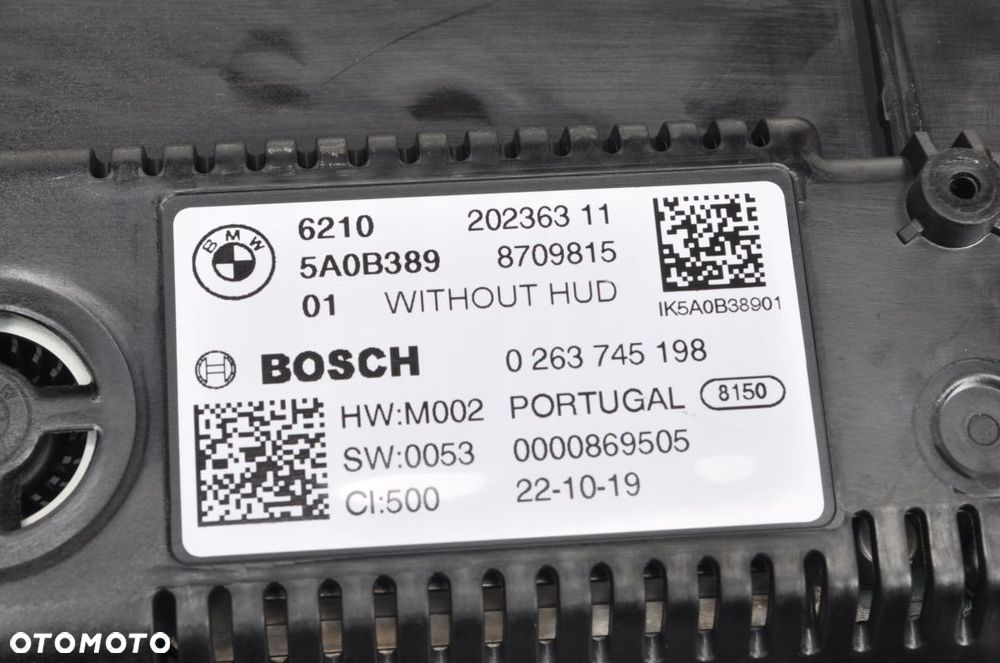 BMW
6210 202363 11
5A0B389 8709815
01 WITHOUT HUD
IK5A0B38901
BOSCH 0 263 745 198
HW:M002 PORTUGAL 8150
SW:0053 0000869505
CI:500 22-10-19
OTOMOTO